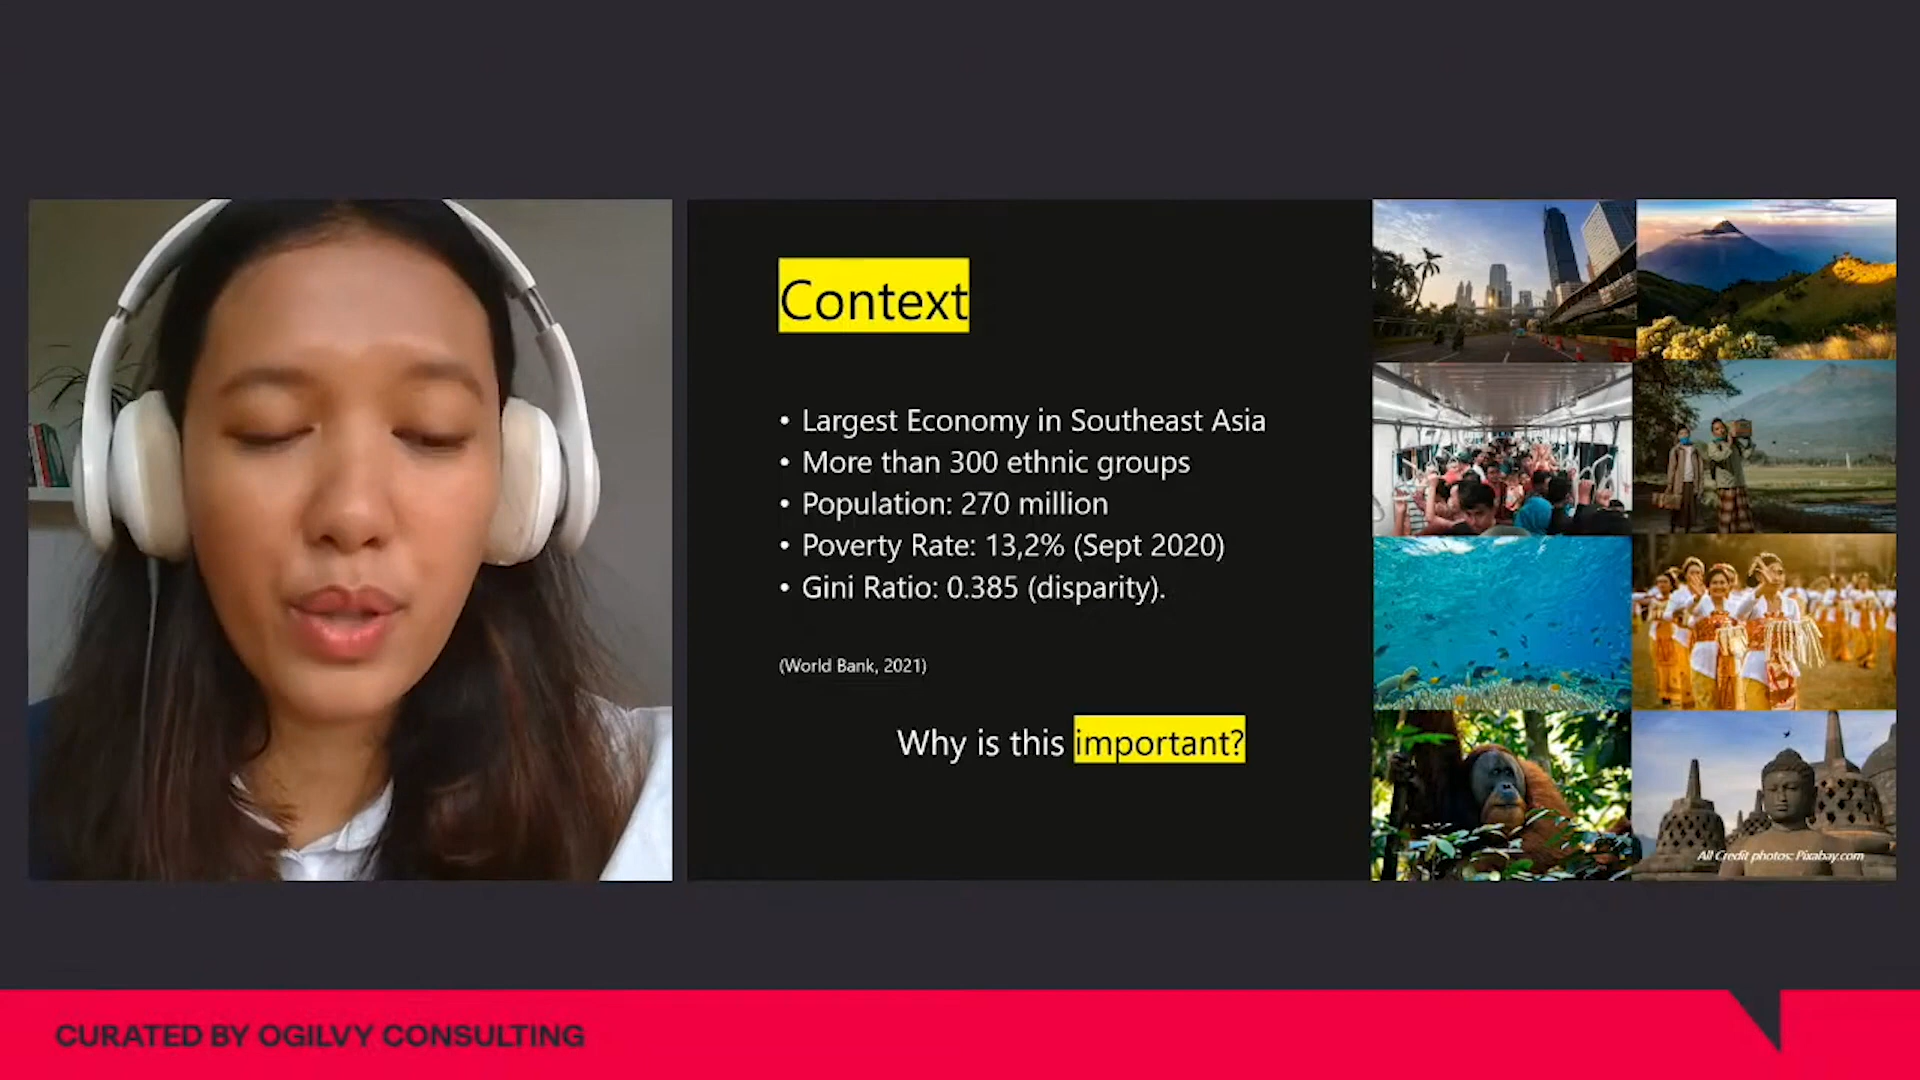 Context
• Largest Economy in Southeast Asia
• More than 300 ethnic groups
• Population: 270 million
• Poverty Rate: 13,2% (Sept 2020)
• Gini Ratio: 0.385 (disparity).
(World Bank, 2021)
Why is this important?
All Credit photos: Pixabay.com
CURATED BY OGILVY CONSULTING